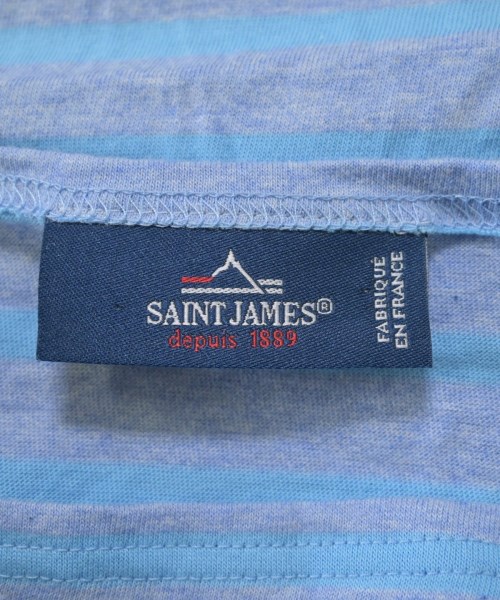 SAINT JAMES®
depuis 1889
FABRIQUÉ
EN FRANCE